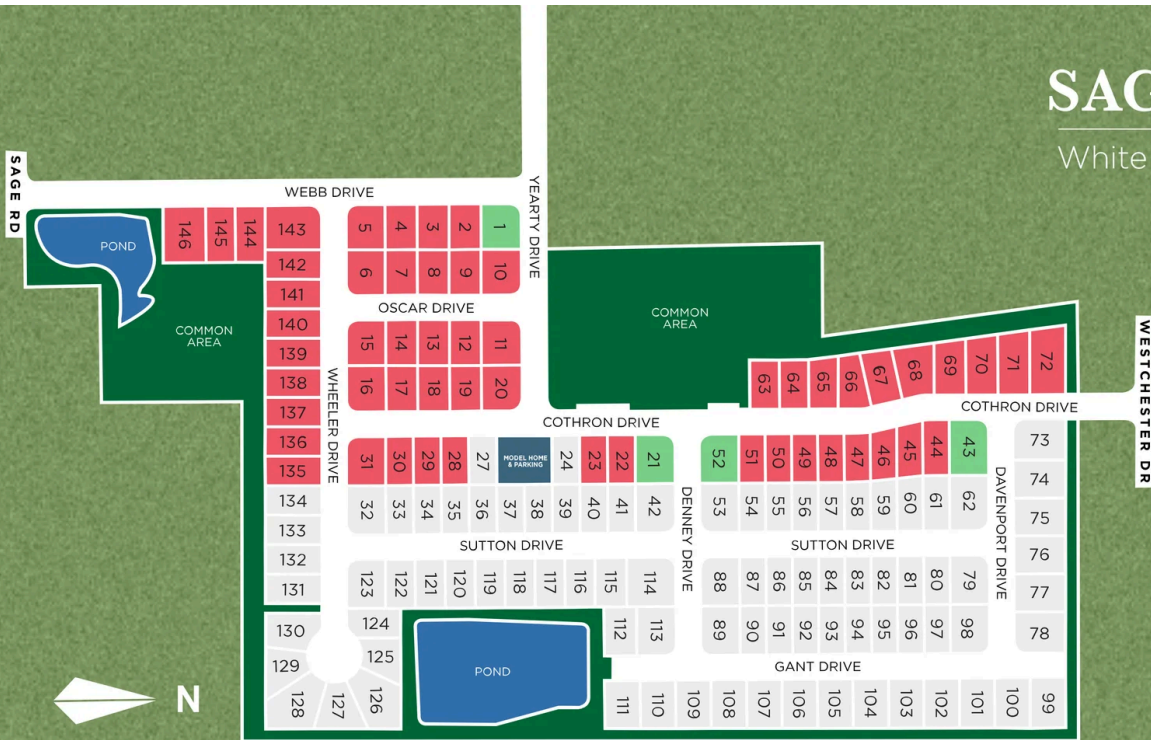 SAG
White
SAGE RD
WEBB DRIVE
YEARTY DRIVE
POND
146 145 144 143
5 4 3 2 1
142
6 7 8 9 10
141
OSCAR DRIVE
140
COMMON
AREA
COMMON
AREA
139
15 14 13 12 11
138
16 17 18 19 20
137
WHEELER DRIVE
63 64 65 66 67 68 69 70 71 72
WESTCHESTER DR
COTHRON DRIVE
COTHRON DRIVE
136
135
31 30 29 28 27
MODEL HOME
& PARKING
24 23 22 21
52 51 50 49 48 47 46 45 44 43
73
74
134
32 33 34 35 36 37 38 39 40 41 42
DENNEY DRIVE
53 54 55 56 57 58 59 60 61 62
DAVENPORT DRIVE
75
133
SUTTON DRIVE
SUTTON DRIVE
76
132
131
123 122 121 120 119 118 117 116 115 114
88 87 86 85 84 83 82 81 80 79
77
130
124
112 113
89 90 91 92 93 94 95 96 97 98
78
129
125
POND
GANT DRIVE
128 127 126
111 110 109 108 107 106 105 104 103 102 101 100 99
N